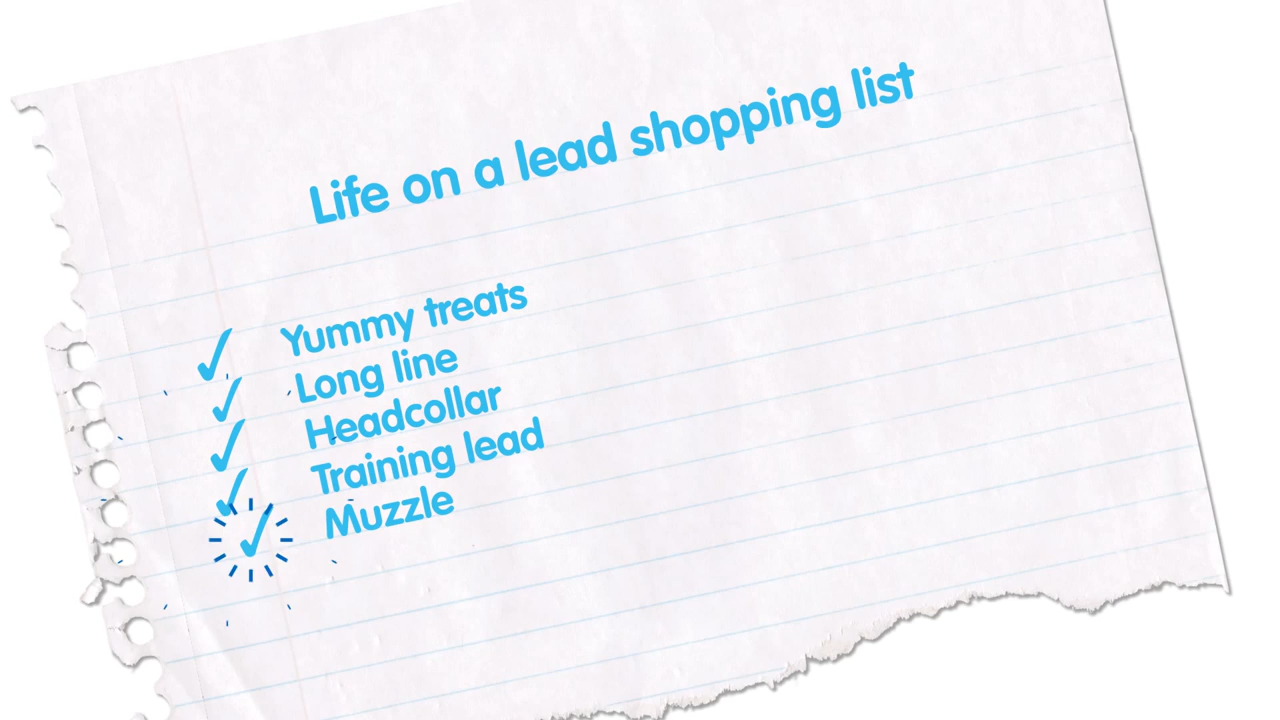 Life on a lead shopping list
Yummy treats
Long line
Headcollar
Training lead
Muzzle